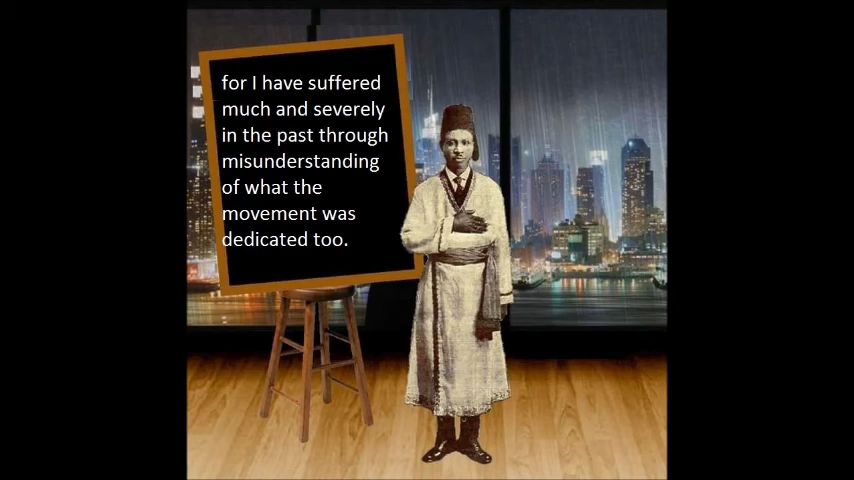 for I have suffered
much and severely
in the past through
misunderstanding
of what the
movement was
dedicated too.